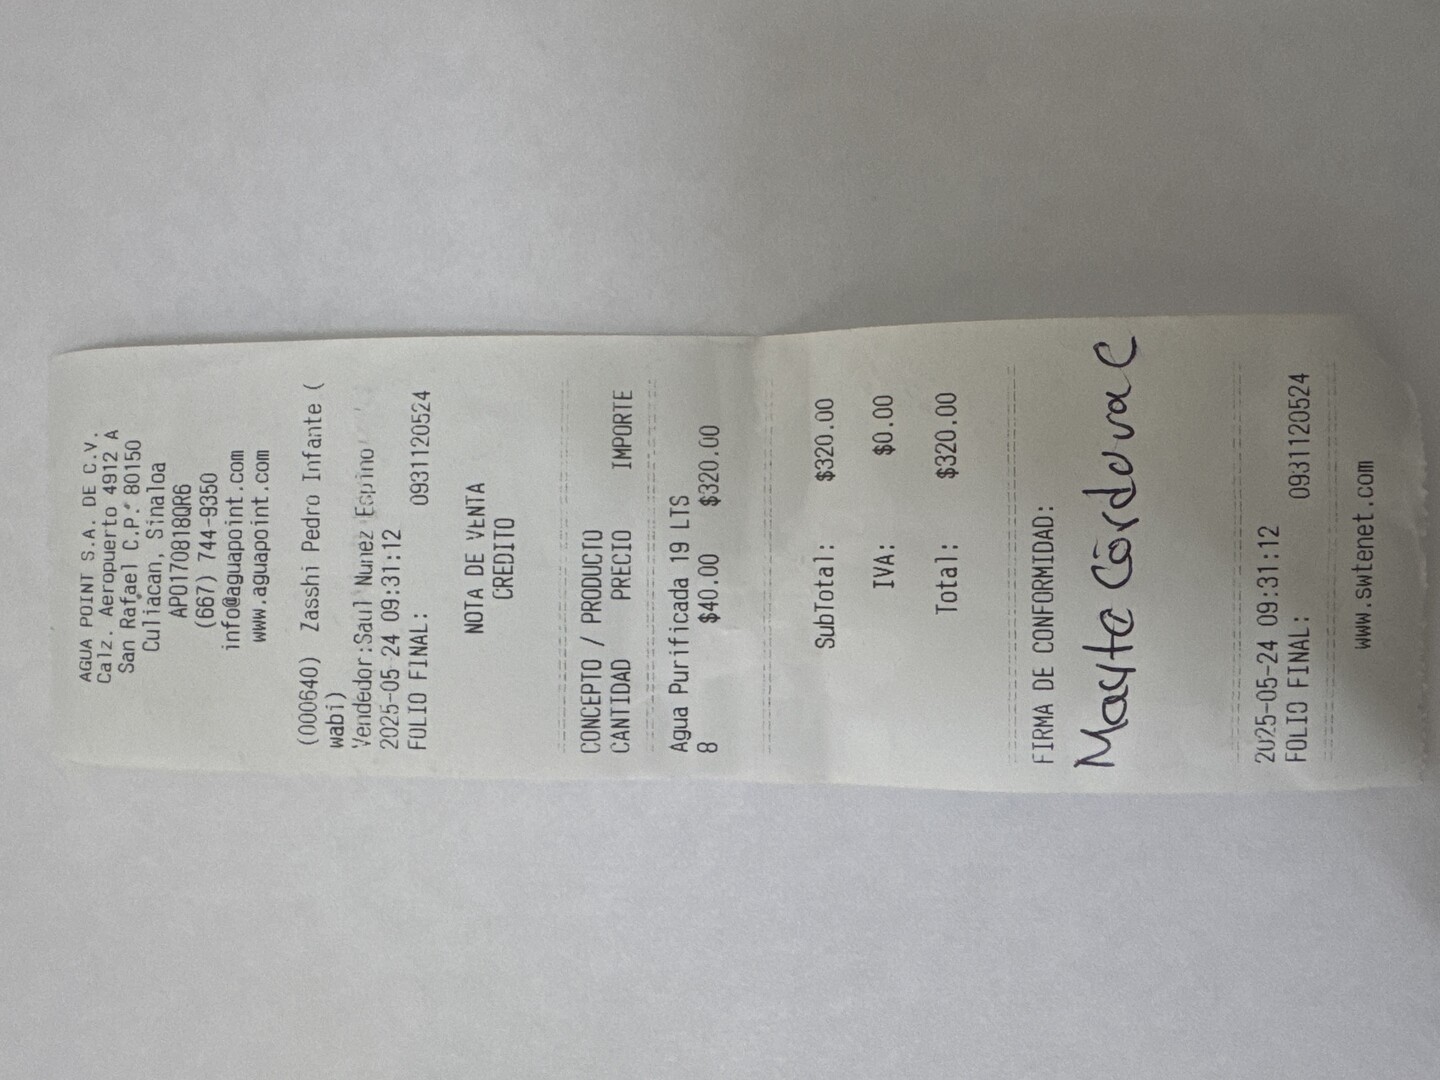 AGUA POINT S.A. DE C.V.
Calz. Aeropuerto 4912 A
San Rafael C.P. 80150
Culiacan, Sinaloa
APO170818QR6
(667) 744-9350
info@aguapoint.com
www.aguapoint.com
(000640) Zasshi Pedro Infante (
wabi)
Vendedor:Saul Nunez Espino
2025-05-24 09:31:12
FOLIO FINAL: 0931120524
NOTA DE VENTA
CREDITO
CONCEPTO / PRODUCTO
CANTIDAD PRECIO IMPORTE
Agua Purificada 19 LTS
8 $40.00 $320.00
SubTotal: $320.00
IVA: $0.00
Total: $320.00
FIRMA DE CONFORMIDAD:
Mayta Cordova C
2025-05-24 09:31:12
FOLIO FINAL: 0931120524
www.swtenet.com